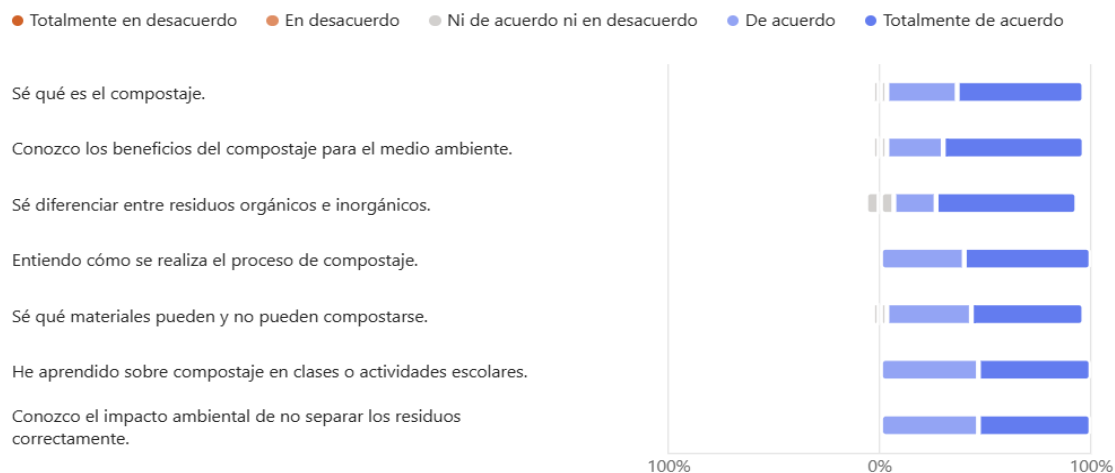 Totalmente en desacuerdo En desacuerdo Ni de acuerdo ni en desacuerdo De acuerdo Totalmente de acuerdo
Sé qué es el compostaje.
Conozco los beneficios del compostaje para el medio ambiente.
Sé diferenciar entre residuos orgánicos e inorgánicos.
Entiendo cómo se realiza el proceso de compostaje.
Sé qué materiales pueden y no pueden compostarse.
He aprendido sobre compostaje en clases o actividades escolares.
Conozco el impacto ambiental de no separar los residuos
correctamente.
100% 0% 100%